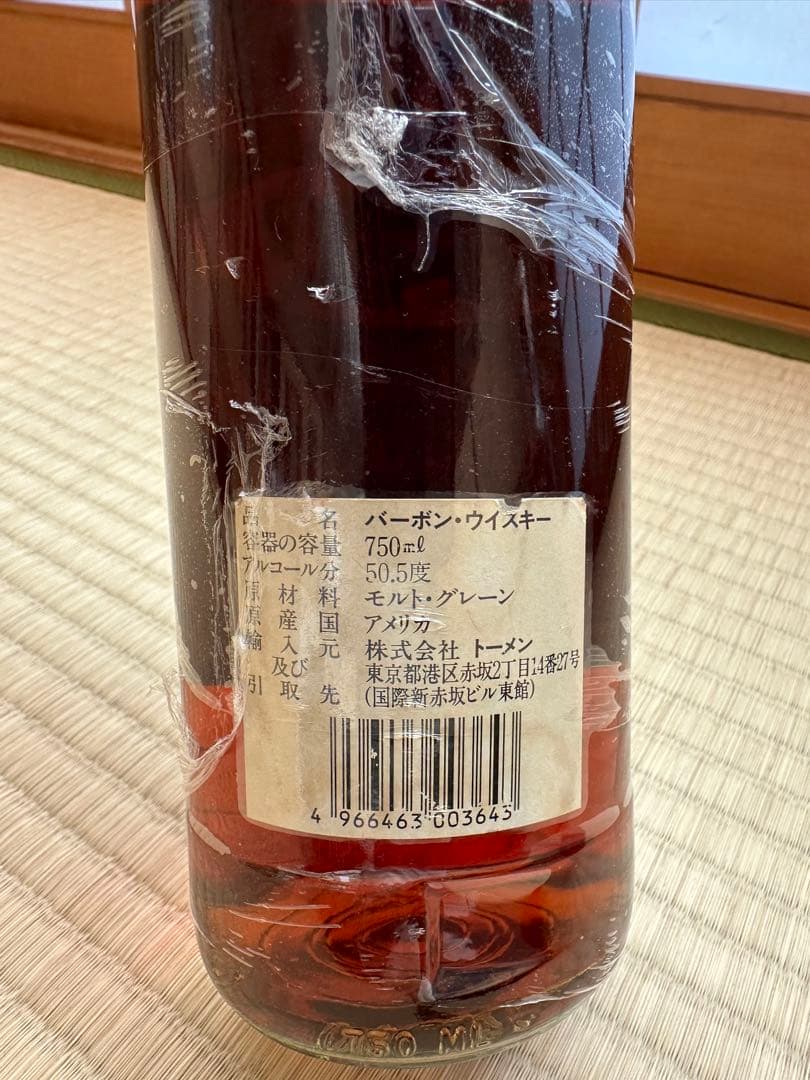 品名 バーボン・ウイスキー
容器の容量 750ml
アルコール分 50.5度
原材料 モルト・グレーン
原産国 アメリカ
輸入元 株式会社 トーメン
及び 東京都港区赤坂2丁目14番27号
引取先 (国際新赤坂ビル東館)
4 966463 003643
750 ML